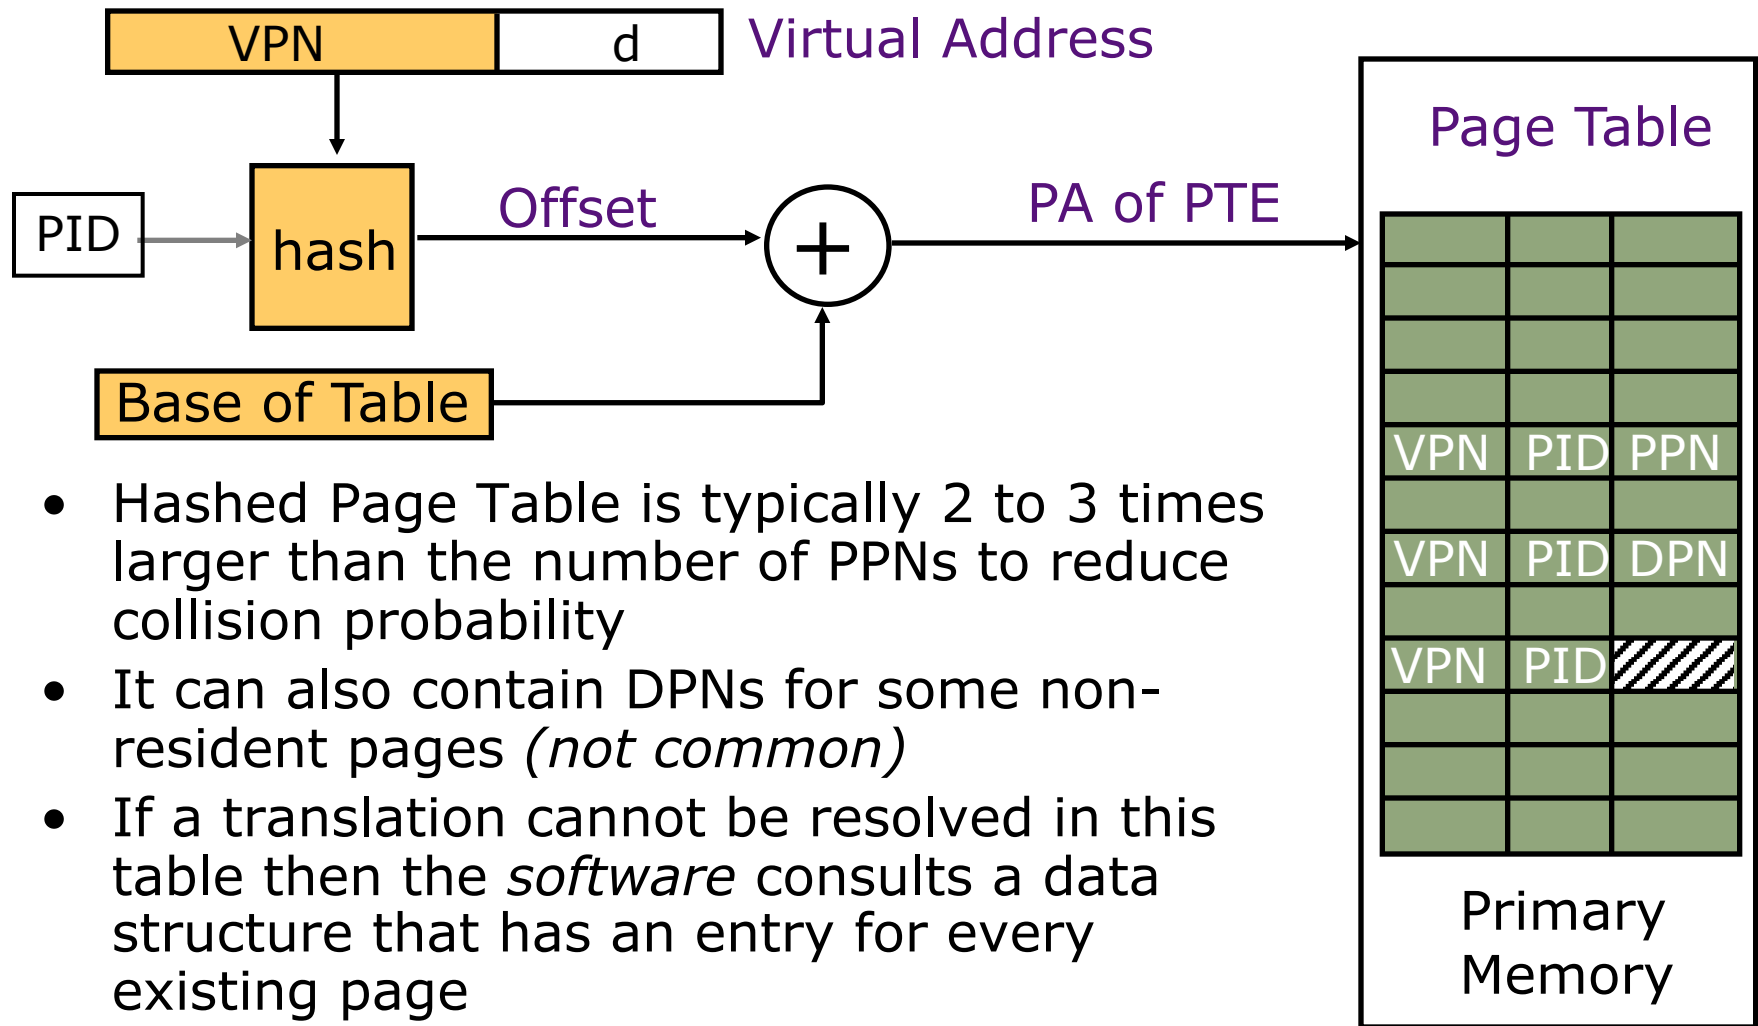 VPN d Virtual Address
Page Table
PID hash Offset + PA of PTE
Base of Table
VPN PID PPN
VPN PID DPN
VPN PID
Primary
Memory
• Hashed Page Table is typically 2 to 3 times
larger than the number of PPNs to reduce
collision probability
• It can also contain DPNs for some non-
resident pages (not common)
• If a translation cannot be resolved in this
table then the software consults a data
structure that has an entry for every
existing page